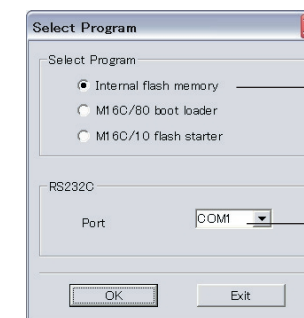 Select Program
Select Program
Internal flash memory
M16C/80 boot loader
M16C/10 flash starter
RS232C
Port
COM1
OK
Exit